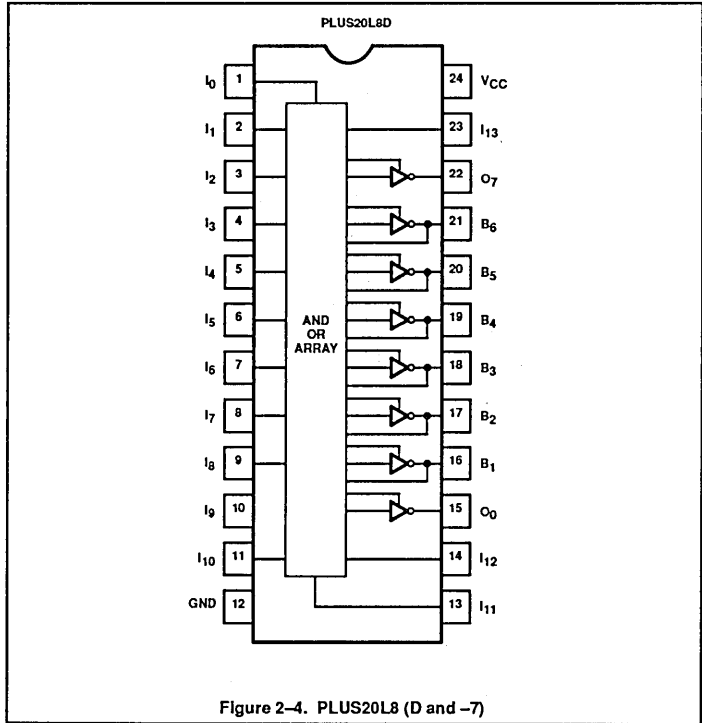 PLUS20L8D
I0 1 24 VCC
I1 2 23 I13
I2 3 22 O7
I3 4 21 B6
I4 5 20 B5
I5 6 19 B4
AND
OR
ARRAY
I6 7 18 B3
I7 8 17 B2
I8 9 16 B1
I9 10 15 O0
I10 11 14 I12
GND 12 13 I11
Figure 2–4. PLUS20L8 (D and –7)